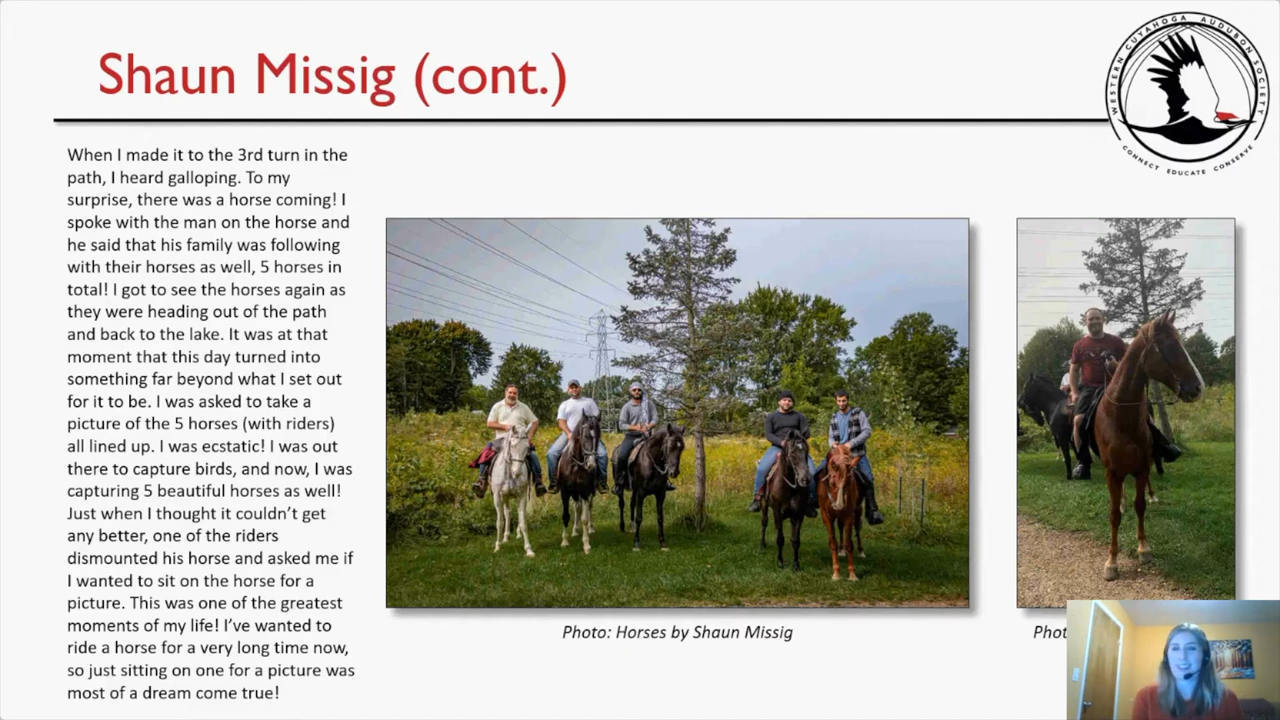 Shaun Missig (cont.)
WESTERN CUYAHOGA AUDUBON SOCIETY
CONNECT EDUCATE CONSERVE
When I made it to the 3rd turn in the
path, I heard galloping. To my
surprise, there was a horse coming! I
spoke with the man on the horse and
he said that his family was following
with their horses as well, 5 horses in
total! I got to see the horses again as
they were heading out of the path
and back to the lake. It was at that
moment that this day turned into
something far beyond what I set out
for it to be. I was asked to take a
picture of the 5 horses (with riders)
all lined up. I was ecstatic! I was out
there to capture birds, and now, I was
capturing 5 beautiful horses as well!
Just when I thought it couldn’t get
any better, one of the riders
dismounted his horse and asked me if
I wanted to sit on the horse for a
picture. This was one of the greatest
moments of my life! I’ve wanted to
ride a horse for a very long time now,
so just sitting on one for a picture was
most of a dream come true!
Photo: Horses by Shaun Missig